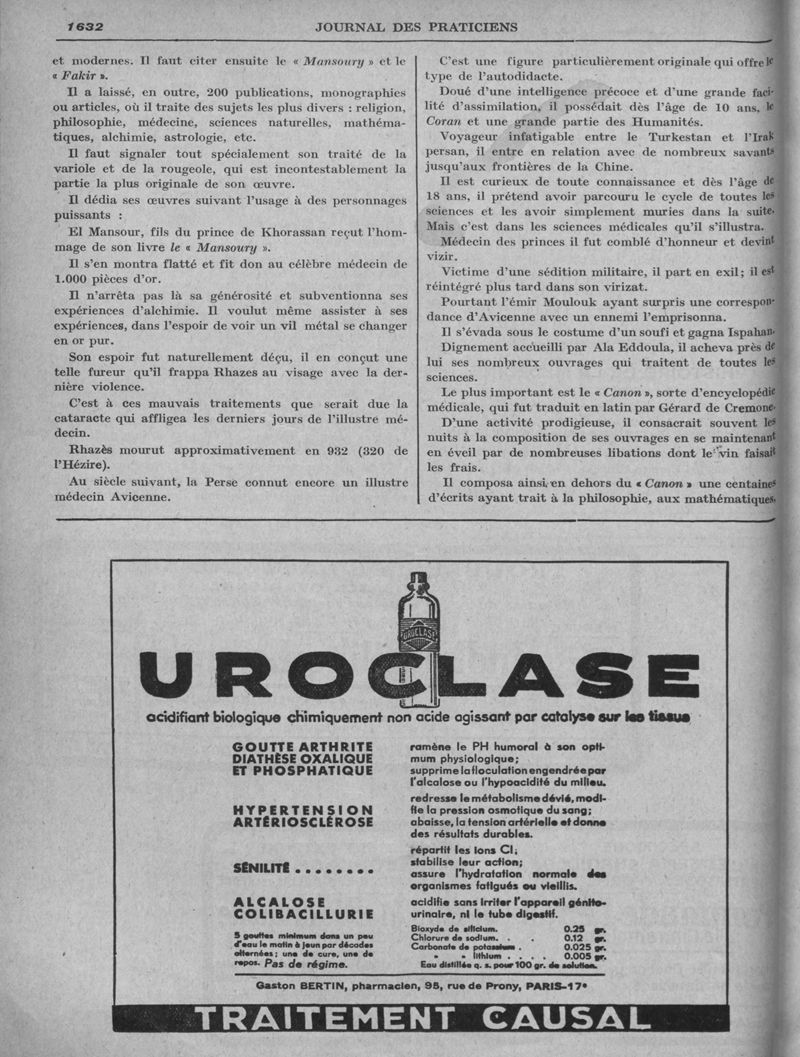 1632
JOURNAL DES PRATICIENS
et modernes. Il faut citer ensuite le « Mansoury » et le
« Fakir ».
Il a laissé, en outre, 200 publications, monographies
ou articles, où il traite des sujets les plus divers : religion,
philosophie, médecine, sciences naturelles, mathéma-
tiques, alchimie, astrologie, etc.
Il faut signaler tout spécialement son traité de la
variole et de la rougeole, qui est incontestablement la
partie la plus originale de son œuvre.
Il dédia ses œuvres suivant l'usage à des personnages
puissants :
El Mansour, fils du prince de Khorassan reçut l'hom-
mage de son livre le « Mansoury ».
Il s'en montra flatté et fit don au célèbre médecin de
1.000 pièces d'or.
Il n'arrêta pas là sa générosité et subventionna ses
expériences d'alchimie. Il voulut même assister à ses
expériences, dans l'espoir de voir un vil métal se changer
en or pur.
Son espoir fut naturellement déçu, il en conçut une
telle fureur qu'il frappa Rhazes au visage avec la der-
nière violence.
C'est à ces mauvais traitements que serait due la
cataracte qui affligea les derniers jours de l'illustre mé-
decin.
Rhazès mourut approximativement en 932 (320 de
l'Hézire).
Au siècle suivant, la Perse connut encore un illustre
médecin Avicenne.
C'est une figure particulièrement originale qui offre le
type de l'autodidacte.
Doué d'une intelligence précoce et d'une grande faci-
lité d'assimilation, il possédait dès l'âge de 10 ans, le
Coran et une grande partie des Humanités.
Voyageur infatigable entre le Turkestan et l'Irak
persan, il entre en relation avec de nombreux savants
jusqu'aux frontières de la Chine.
Il est curieux de toute connaissance et dès l'âge de
18 ans, il prétend avoir parcouru le cycle de toutes les
sciences et les avoir simplement muries dans la suite.
Mais c'est dans les sciences médicales qu'il s'illustra.
Médecin des princes il fut comblé d'honneur et devint
vizir.
Victime d'une sédition militaire, il part en exil ; il est
réintégré plus tard dans son virizat.
Pourtant l'émir Moulouk ayant surpris une correspon-
dance d'Avicenne avec un ennemi l'emprisonna.
Il s'évada sous le costume d'un soufi et gagna Ispahan.
Dignement accueilli par Ala Eddoula, il acheva près de
lui ses nombreux ouvrages qui traitent de toutes les
sciences.
Le plus important est le « Canon », sorte d'encyclopédie
médicale, qui fut traduit en latin par Gérard de Cremone.
D'une activité prodigieuse, il consacrait souvent les
nuits à la composition de ses ouvrages en se maintenant
en éveil par de nombreuses libations dont le vin faisait
les frais.
Il composa ainsi, en dehors du « Canon » une centaine
d'écrits ayant trait à la philosophie, aux mathématiques,
UROCLASE
UROCLASE
acidifiant biologique chimiquement non acide agissant par catalyse sur les tissus
GOUTTE ARTHRITE
DIATHÈSE OXALIQUE
ET PHOSPHATIQUE
ramène le PH humoral à son opti-
mum physiologique;
supprime la floculation engendrée par
l'alcalose ou l'hypoacidité du milieu.
HYPERTENSION
ARTÉRIOSCLÉROSE
redresse le métabolisme dévié, modi-
fie la pression osmotique du sang;
abaisse, la tension artérielle et donne
des résultats durables.
SÉNILITÉ . . . . . . . .
répartit les ions Cl;
stabilise leur action;
assure l'hydratation normale des
organismes fatigués ou vieillis.
ALCALOSE
COLIBACILLURIE
acidifie sans irriter l'appareil génito-
urinaire, ni le tube digestif.
5 gouttes minimum dans un peu
d'eau le matin à jeun par décades
alternées; une de cure, une de
repos. Pas de régime.
Bioxyde de silicium. 0.25 gr.
Chlorure de sodium. . . 0.12 gr.
Carbonate de potassium . 0.025 gr.
» » lithium . . . . 0.005 gr.
Eau distillée q. s. pour 100 gr. de solution.
Gaston BERTIN, pharmacien, 98, rue de Prony, PARIS-17e
TRAITEMENT CAUSAL